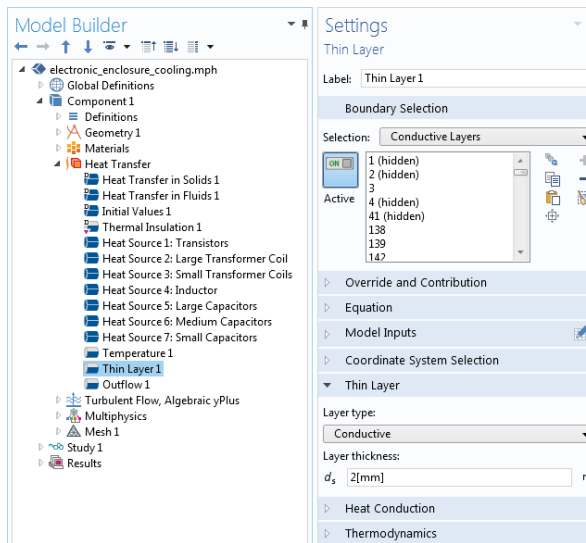 Model Builder
electronic_enclosure_cooling.mph
Global Definitions
Component 1
Definitions
Geometry 1
Materials
Heat Transfer
Heat Transfer in Solids 1
Heat Transfer in Fluids 1
Initial Values 1
Thermal Insulation 1
Heat Source 1: Transistors
Heat Source 2: Large Transformer Coil
Heat Source 3: Small Transformer Coils
Heat Source 4: Inductor
Heat Source 5: Large Capacitors
Heat Source 6: Medium Capacitors
Heat Source 7: Small Capacitors
Temperature 1
Thin Layer 1
Outflow 1
Turbulent Flow, Algebraic yPlus
Multiphysics
Mesh 1
Study 1
Results
Settings
Thin Layer
Label: Thin Layer 1
Boundary Selection
Selection: Conductive Layers
ON
Active
1 (hidden)
2 (hidden)
3
4 (hidden)
41 (hidden)
138
139
142
Override and Contribution
Equation
Model Inputs
Coordinate System Selection
Thin Layer
Layer type:
Conductive
Layer thickness:
ds 2[mm]
Heat Conduction
Thermodynamics